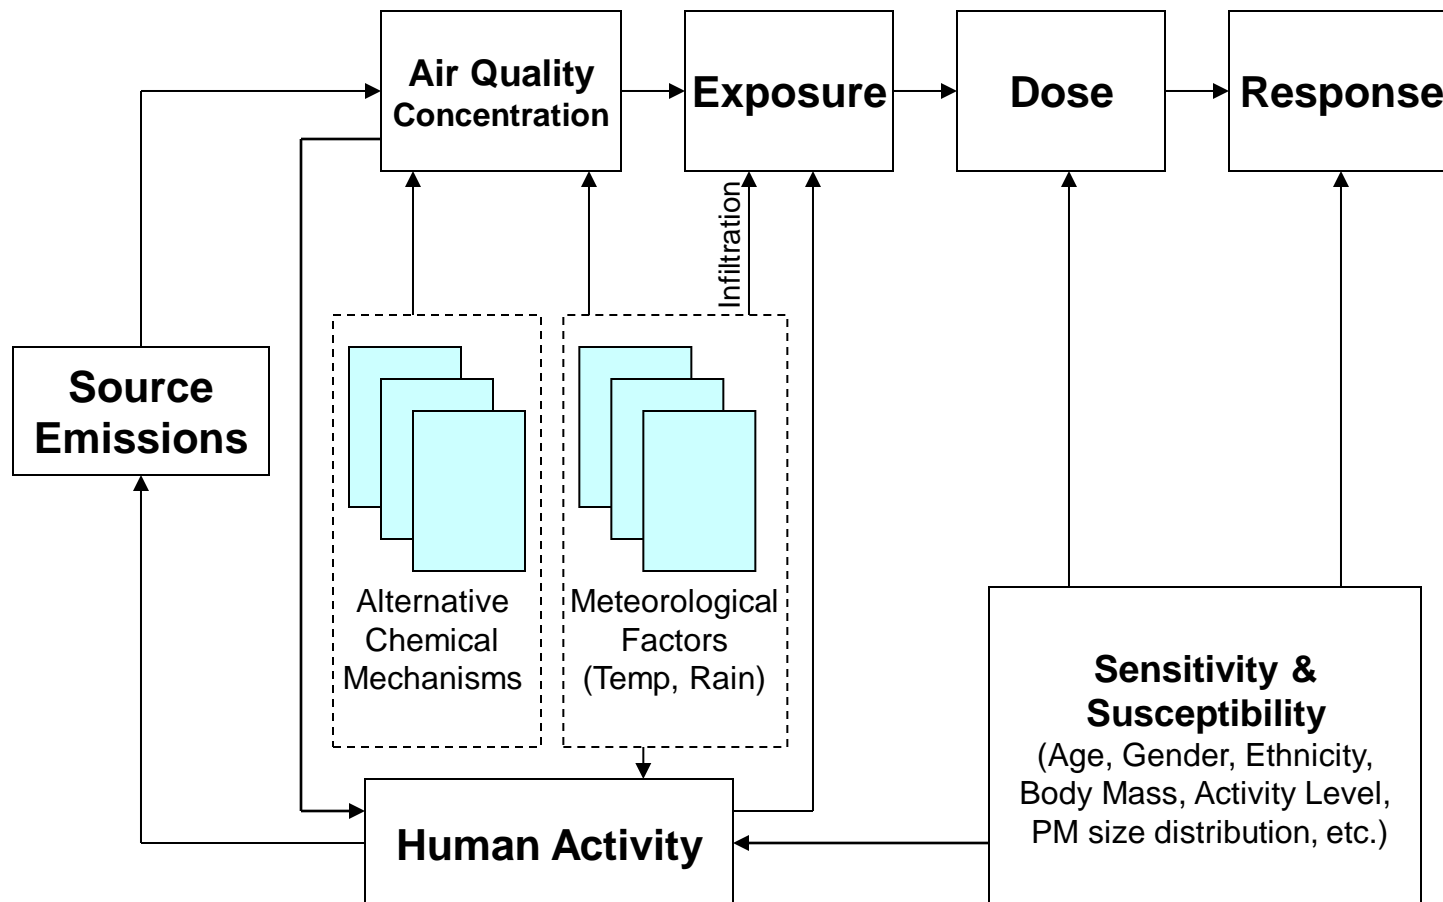 Air Quality
Concentration
Exposure
Dose
Response
Infiltration
Source
Emissions
Alternative
Chemical
Mechanisms
Meteorological
Factors
(Temp, Rain)
Sensitivity &
Susceptibility
(Age, Gender, Ethnicity,
Body Mass, Activity Level,
PM size distribution, etc.)
Human Activity